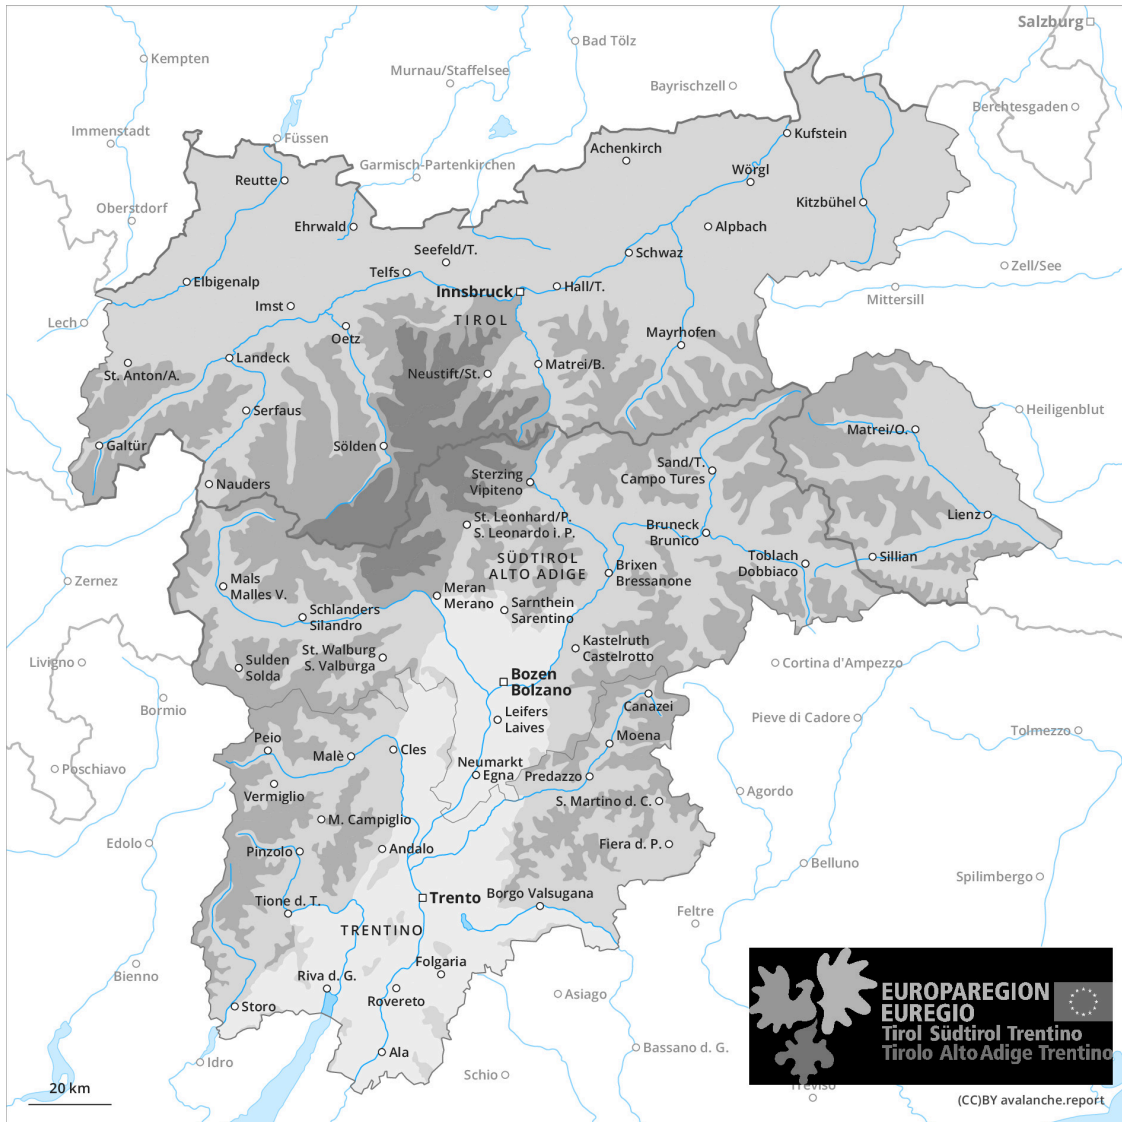 Salzburg
Bad Tölz
Kempten
Murnau/Staffelsee
Bayrischzell
Berchtesgaden
Immenstadt
Füssen
Kufstein
Achenkirch
Garmisch-Partenkirchen
Wörgl
Reutte
Oberstdorf
Kitzbühel
Ehrwald
Alpbach
Seefeld/T.
Schwaz
Zell/See
Telfs
Elbigenalp
Innsbruck
Hall/T.
Mittersill
Imst
TIROL
Lech
Oetz
Mayrhofen
Landeck
Matrei/B.
St. Anton/A.
Neustift/St.
Serfaus
Heiligenblut
Matrei/O.
Galtür
Sölden
Sand/T.
Campo Tures
Sterzing
Vipiteno
Nauders
St. Leonhard/P.
S. Leonardo i. P.
Lienz
Bruneck
Brunico
SÜDTIROL
ALTO ADIGE
Toblach
Dobbiaco
Sillian
Brixen
Bressanone
Zernez
Mals
Malles V.
Meran
Merano
Sarnthein
Sarentino
Schlanders
Silandro
Kastelruth
Castelrotto
St. Walburg
S. Valburga
Livigno
Sulden
Solda
Cortina d'Ampezzo
Bozen
Bolzano
Bormio
Canazei
Leifers
Laives
Pieve di Cadore
Tolmezzo
Moena
Peio
Cles
Malè
Neumarkt
Egna
Predazzo
Poschiavo
Vermiglio
Agordo
S. Martino d. C.
M. Campiglio
Edolo
Fiera d. P.
Andalo
Pinzolo
Belluno
Spilimbergo
Borgo Valsugana
Trento
Tione d. T.
Feltre
TRENTINO
Folgaria
Bienno
Riva d. G.
Rovereto
Asiago
Storo
EUROPAREGION
EUREGIO
Tirol Südtirol Trentino
Tirolo Alto Adige Trentino
Ala
Bassano d. G.
Idro
Schio
Treviso
20 km
(CC)BY avalanche.report